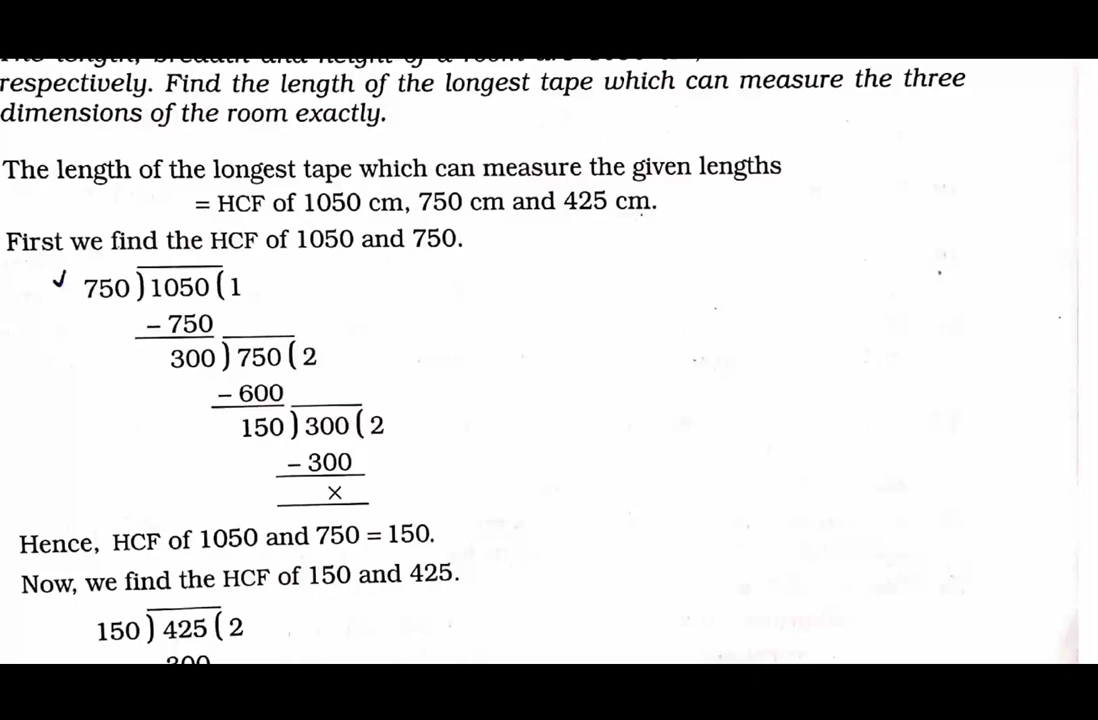 respectively. Find the length of the longest tape which can measure the three
dimensions of the room exactly.
The length of the longest tape which can measure the given lengths
= HCF of 1050 cm, 750 cm and 425 cm.
First we find the HCF of 1050 and 750.
✓ 750 ) 1050 ( 1
– 750
300 ) 750 ( 2
– 600
150 ) 300 ( 2
– 300
×
Hence, HCF of 1050 and 750 = 150.
Now, we find the HCF of 150 and 425.
150 ) 425 ( 2